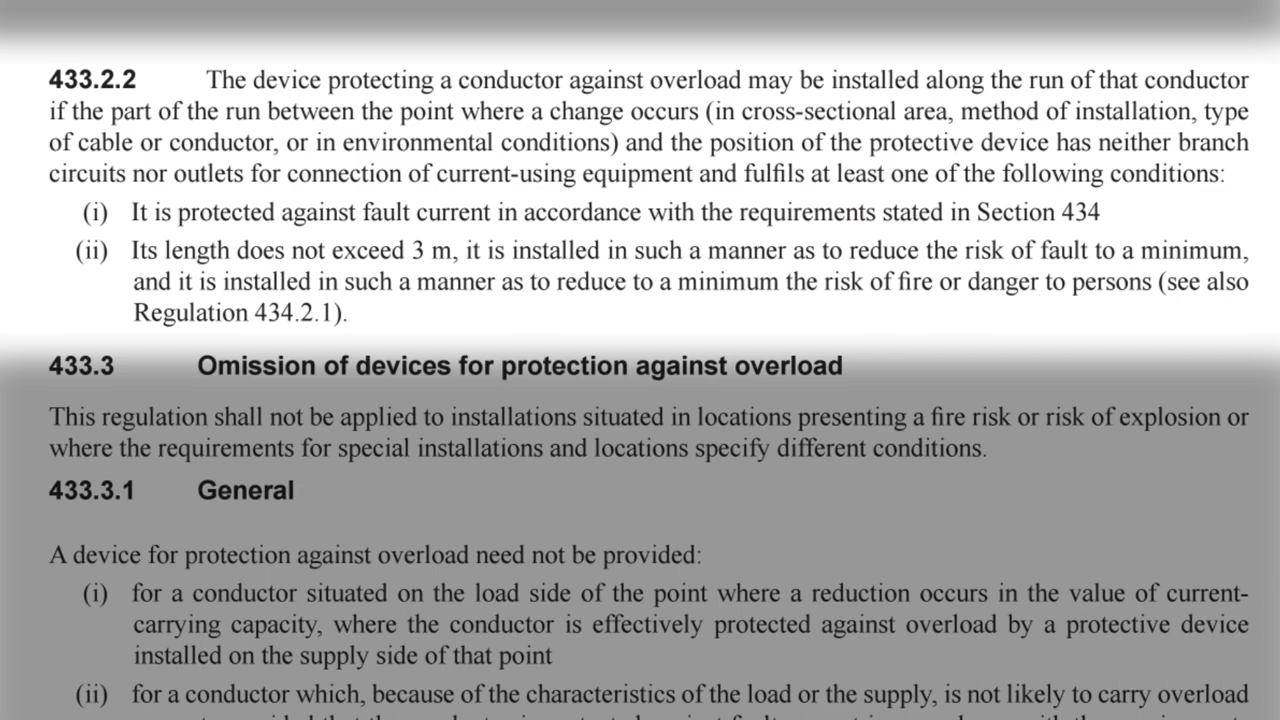 433.2.2 The device protecting a conductor against overload may be installed along the run of that conductor
if the part of the run between the point where a change occurs (in cross-sectional area, method of installation, type
of cable or conductor, or in environmental conditions) and the position of the protective device has neither branch
circuits nor outlets for connection of current-using equipment and fulfils at least one of the following conditions:
(i) It is protected against fault current in accordance with the requirements stated in Section 434
(ii) Its length does not exceed 3 m, it is installed in such a manner as to reduce the risk of fault to a minimum,
and it is installed in such a manner as to reduce to a minimum the risk of fire or danger to persons (see also
Regulation 434.2.1).
433.3 Omission of devices for protection against overload
This regulation shall not be applied to installations situated in locations presenting a fire risk or risk of explosion or
where the requirements for special installations and locations specify different conditions.
433.3.1 General
A device for protection against overload need not be provided:
(i) for a conductor situated on the load side of the point where a reduction occurs in the value of current-
carrying capacity, where the conductor is effectively protected against overload by a protective device
installed on the supply side of that point
(ii) for a conductor which, because of the characteristics of the load or the supply, is not likely to carry overload